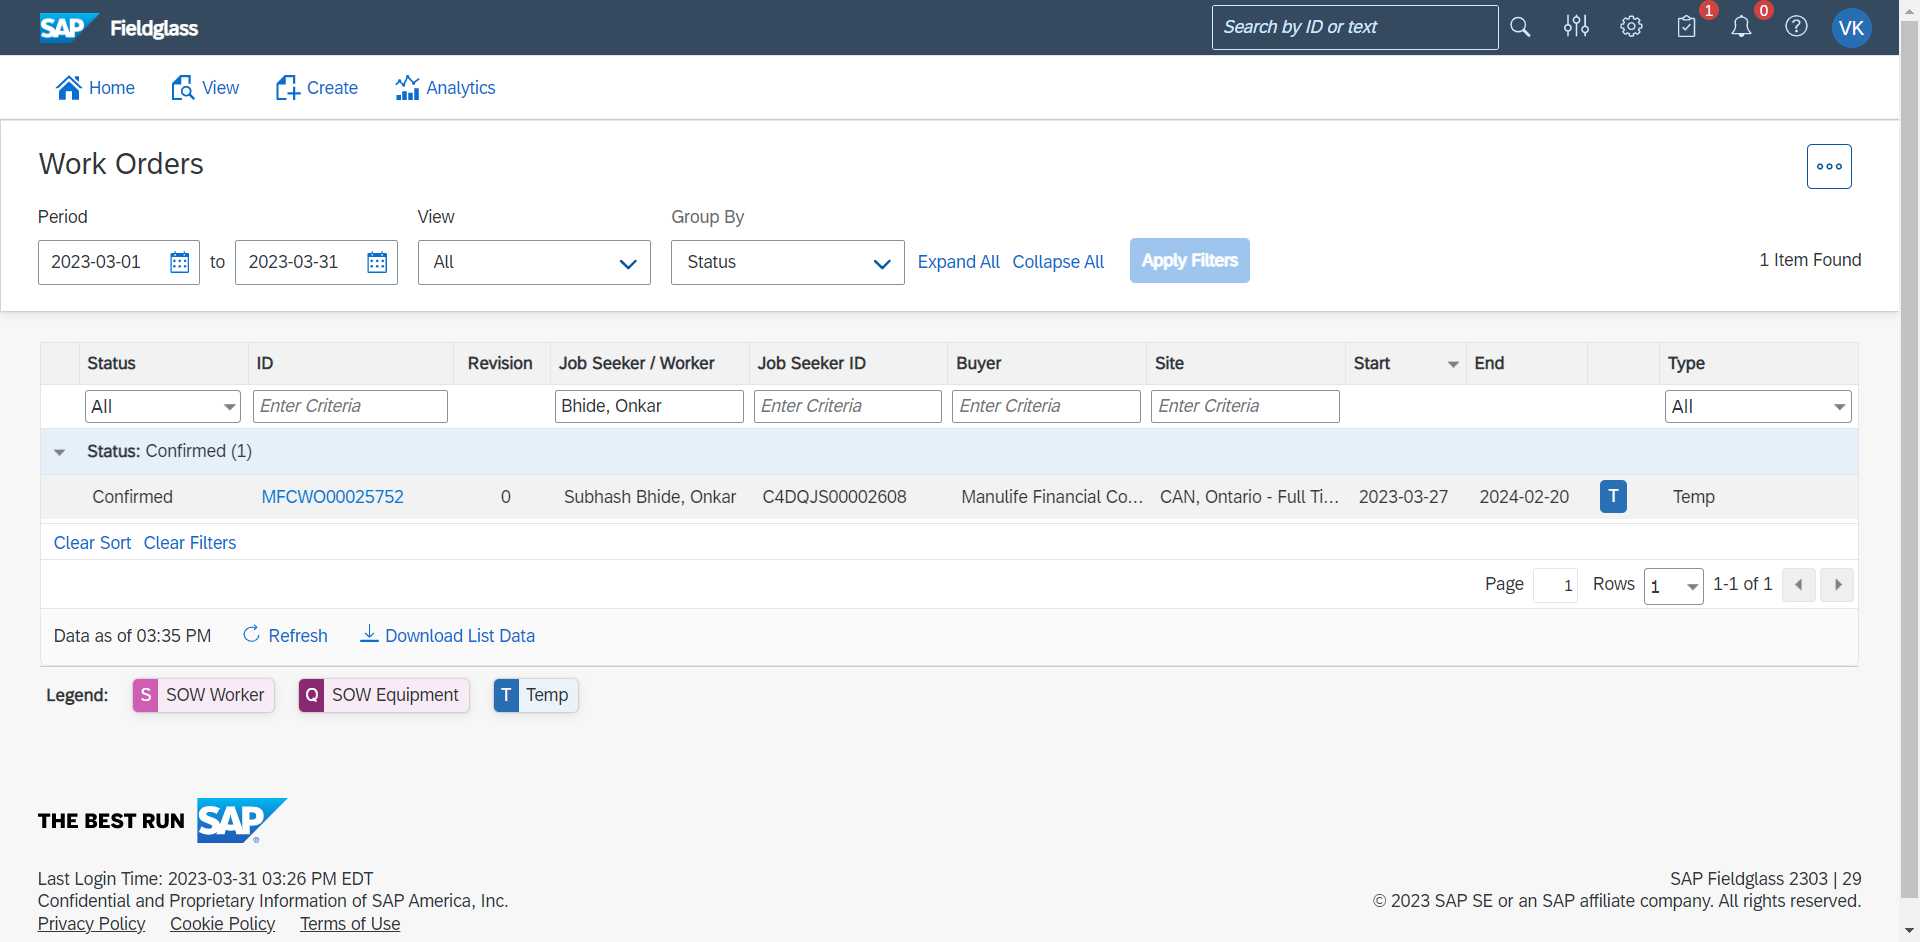 SAP Fieldglass
Search by ID or text
1
0
VK
Home
View
Create
Analytics
Work Orders
Period
View
Group By
2023-03-01
to
2023-03-31
All
Status
Expand All
Collapse All
Apply Filters
1 Item Found
Status
ID
Revision
Job Seeker / Worker
Job Seeker ID
Buyer
Site
Start
End
Type
All
Enter Criteria
Bhide, Onkar
Enter Criteria
Enter Criteria
Enter Criteria
All
Status: Confirmed (1)
Confirmed
MFCWO00025752
0
Subhash Bhide, Onkar
C4DQJS00002608
Manulife Financial Co...
CAN, Ontario - Full Ti...
2023-03-27
2024-02-20
T
Temp
Clear Sort
Clear Filters
Page 1
Rows 1
1-1 of 1
Data as of 03:35 PM
Refresh
Download List Data
Legend:
S SOW Worker
Q SOW Equipment
T Temp
THE BEST RUN SAP®
Last Login Time: 2023-03-31 03:26 PM EDT
SAP Fieldglass 2303 | 29
Confidential and Proprietary Information of SAP America, Inc.
© 2023 SAP SE or an SAP affiliate company. All rights reserved.
Privacy Policy
Cookie Policy
Terms of Use